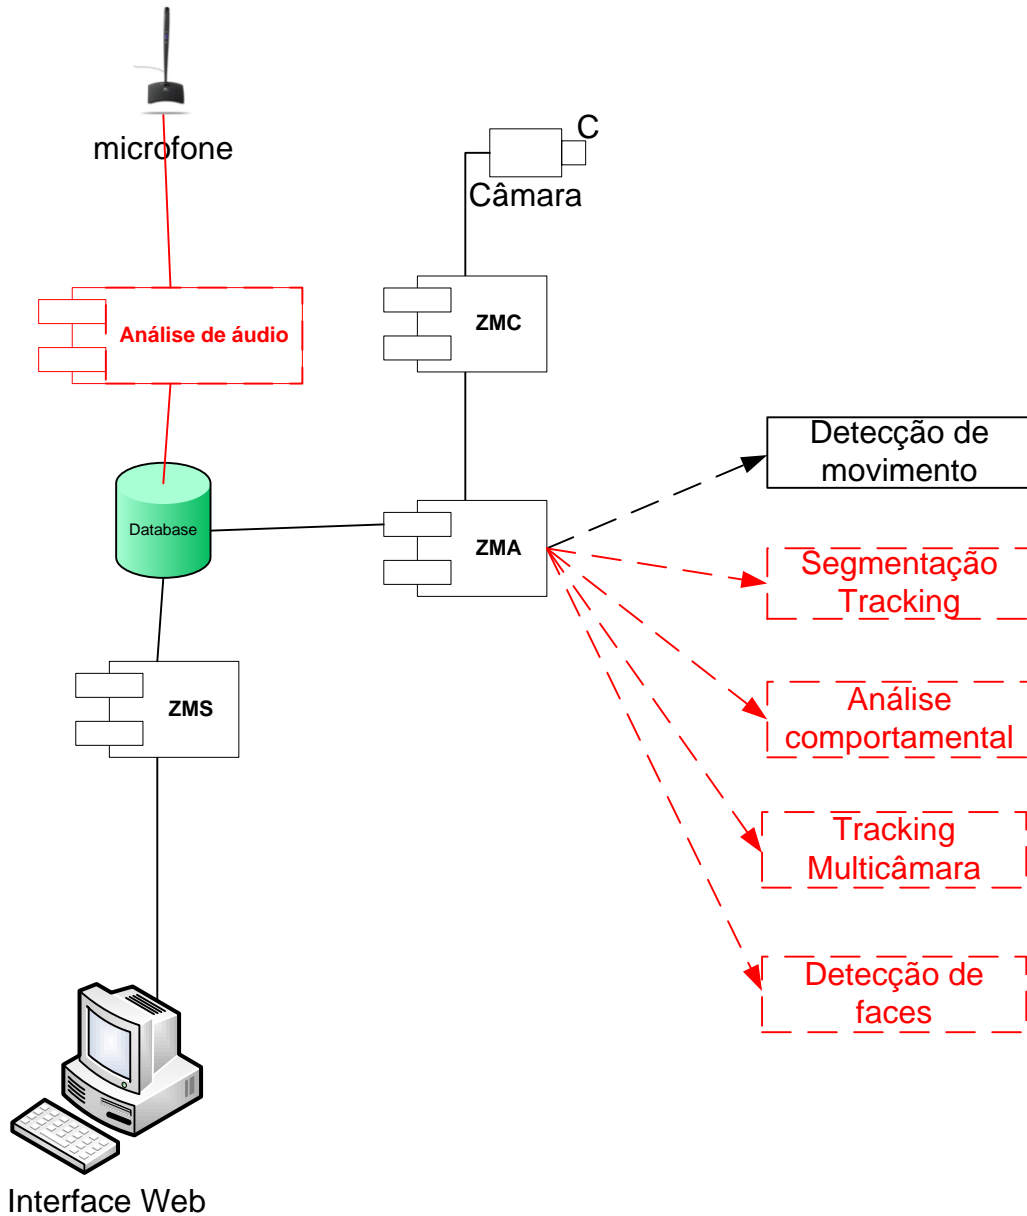 microfone
C
Câmara
ZMC
Análise de áudio
Detecção de
movimento
Database
ZMA
Segmentação
Tracking
ZMS
Análise
comportamental
Tracking
Multicâmara
Detecção de
faces
Interface Web